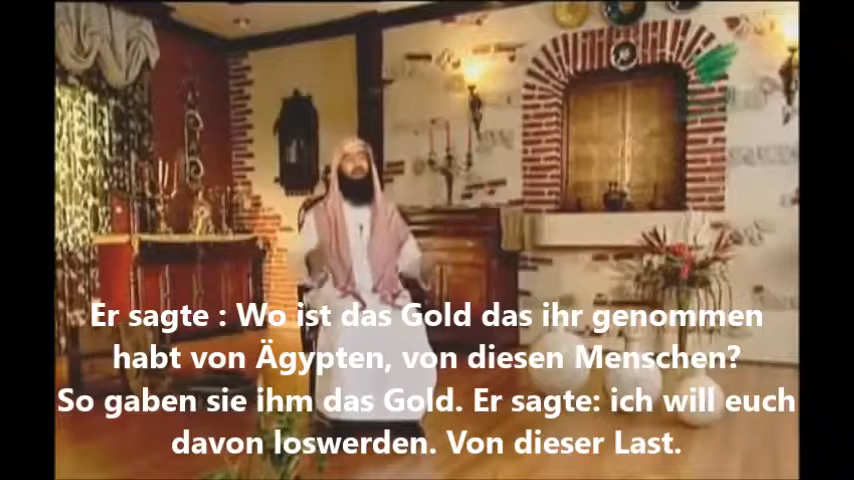 Er sagte : Wo ist das Gold das ihr genommen
habt von Ägypten, von diesen Menschen?
So gaben sie ihm das Gold. Er sagte: ich will euch
davon loswerden. Von dieser Last.